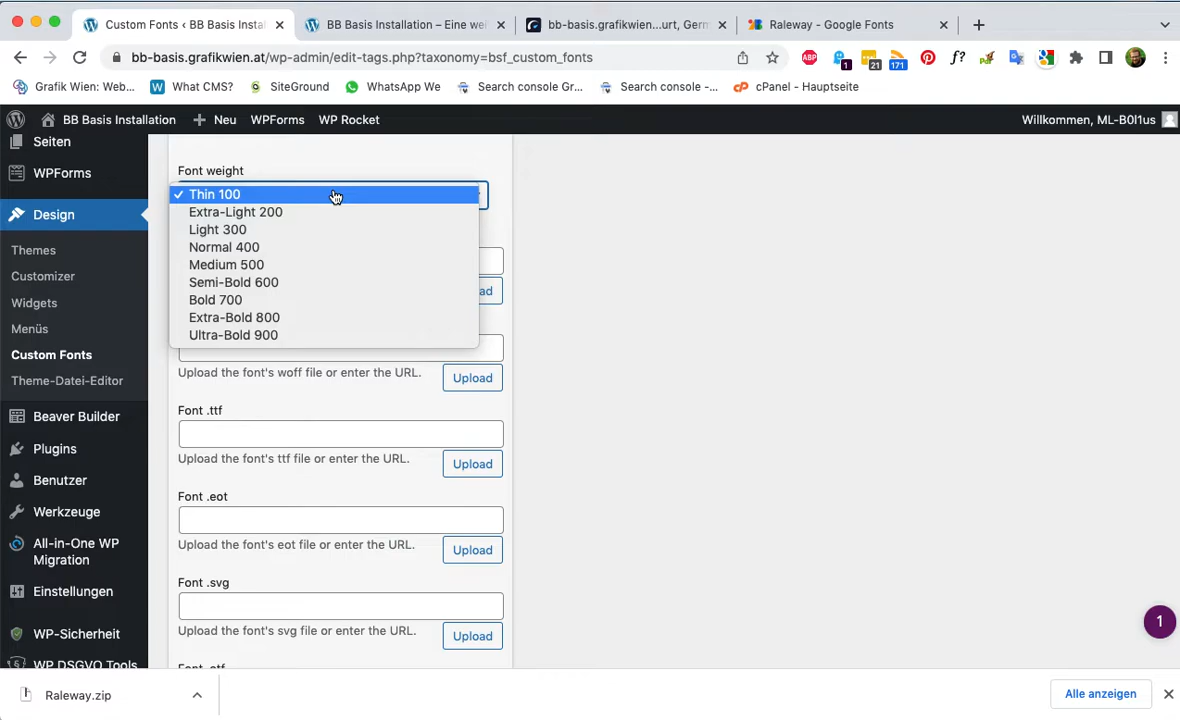 Custom Fonts ‹ BB Basis Instal
BB Basis Installation – Eine wei
bb-basis.grafikwien...urt, Ger
Raleway - Google Fonts
bb-basis.grafikwien.at/wp-admin/edit-tags.php?taxonomy=bsf_custom_fonts
ABP
1
21
171
f?
Grafik Wien: Web...
What CMS?
SiteGround
WhatsApp We
Search console Gr...
Search console -...
cPanel - Hauptseite
BB Basis Installation
Neu
WPForms
WP Rocket
Willkommen, ML-B0l1us
Seiten
WPForms
Design
Themes
Customizer
Widgets
Menüs
Custom Fonts
Theme-Datei-Editor
Beaver Builder
Plugins
Benutzer
Werkzeuge
All-in-One WP
Migration
Einstellungen
WP-Sicherheit
WP DSGVO Tools
Font weight
Thin 100
Extra-Light 200
Light 300
Normal 400
Medium 500
Semi-Bold 600
Bold 700
Extra-Bold 800
Ultra-Bold 900
ad
Upload the font's woff file or enter the URL.
Upload
Font .ttf
Upload the font's ttf file or enter the URL.
Upload
Font .eot
Upload the font's eot file or enter the URL.
Upload
Font .svg
Upload the font's svg file or enter the URL.
Upload
1
Raleway.zip
Alle anzeigen